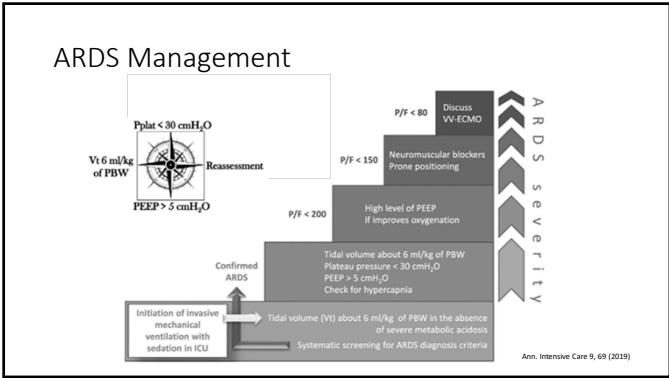 ARDS Management
Pplat < 30 cmH2O
Vt 6 ml/kg
of PBW
Reassessment
PEEP > 5 cmH2O
P/F < 80
Discuss
VV-ECMO
P/F < 150
Neuromuscular blockers
Prone positioning
P/F < 200
High level of PEEP
if improves oxygenation
Confirmed
ARDS
Tidal volume about 6 ml/kg of PBW
Plateau pressure < 30 cmH2O
PEEP > 5 cmH2O
Check for hypercapnia
Initiation of invasive
mechanical
ventilation with
sedation in ICU
Tidal volume (Vt) about 6 ml/kg of PBW in the absence
of severe metabolic acidosis
Systematic screening for ARDS diagnosis criteria
ARDS severity
Ann. Intensive Care 9, 69 (2019)